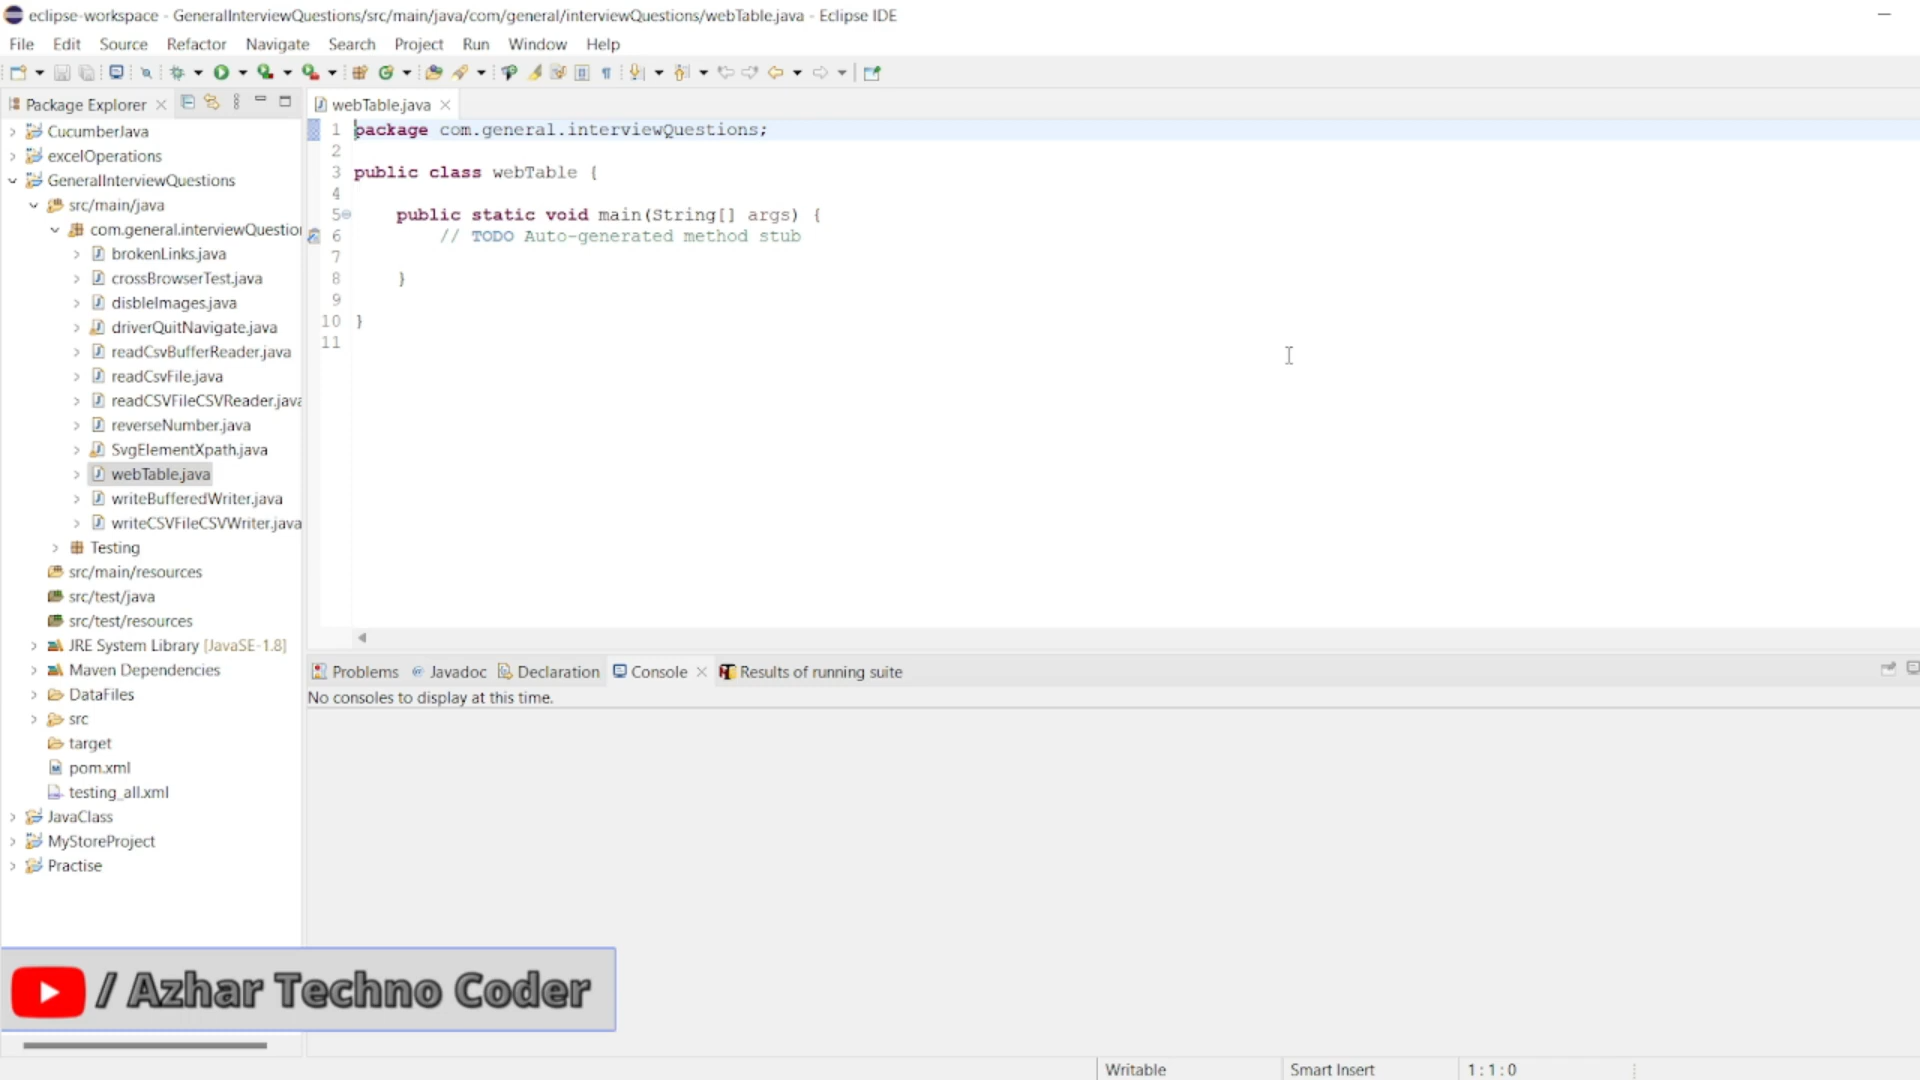 eclipse-workspace - GeneralInterviewQuestions/src/main/java/com/general/interviewQuestions/webTable.java - Eclipse IDE
File Edit Source Refactor Navigate Search Project Run Window Help
Package Explorer
CucumberJava
excelOperations
GeneralInterviewQuestions
src/main/java
com.general.interviewQuestio
brokenLinks.java
crossBrowserTest.java
disbleImages.java
driverQuitNavigate.java
readCsvBufferReader.java
readCsvFile.java
readCSVFileCSVReader.java
reverseNumber.java
SvgElementXpath.java
webTable.java
writeBufferedWriter.java
writeCSVFileCSVWriter.java
Testing
src/main/resources
src/test/java
src/test/resources
JRE System Library [JavaSE-1.8]
Maven Dependencies
DataFiles
src
target
pom.xml
testing_all.xml
JavaClass
MyStoreProject
Practise
webTable.java
1 package com.general.interviewQuestions;
2
3 public class webTable {
4
5 public static void main(String[] args) {
6 // TODO Auto-generated method stub
7
8 }
9
10 }
11
Problems Javadoc Declaration Console Results of running suite
No consoles to display at this time.
/ Azhar Techno Coder
Writable Smart Insert 1 : 1 : 0